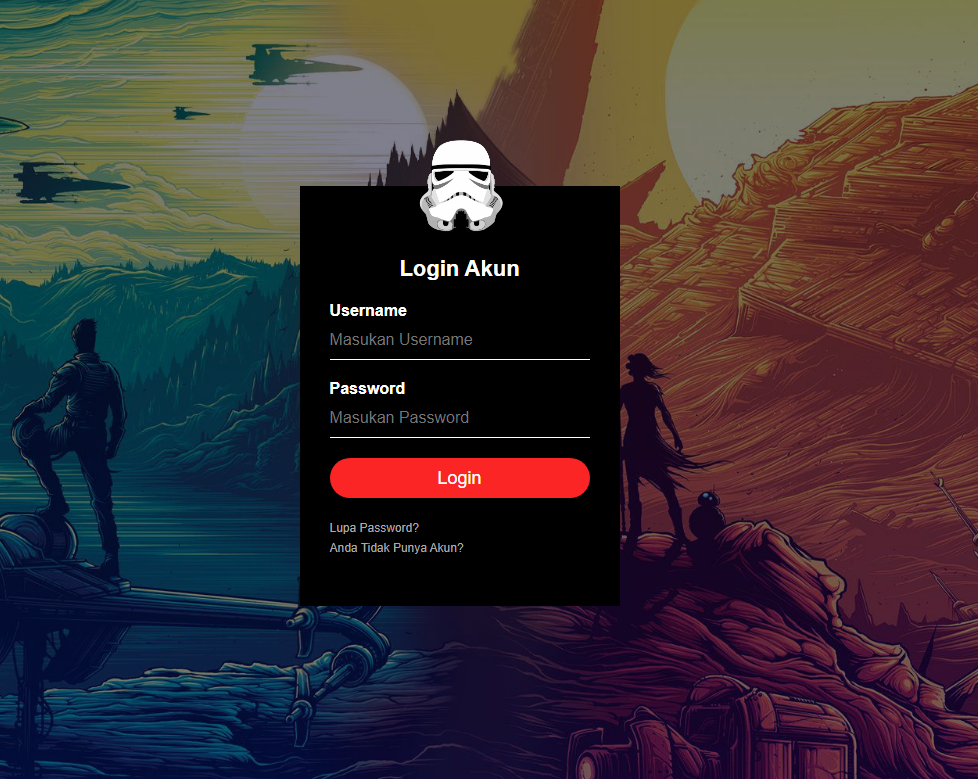 Login Akun
Username
Masukan Username
Password
Masukan Password
Login
Lupa Password?
Anda Tidak Punya Akun?